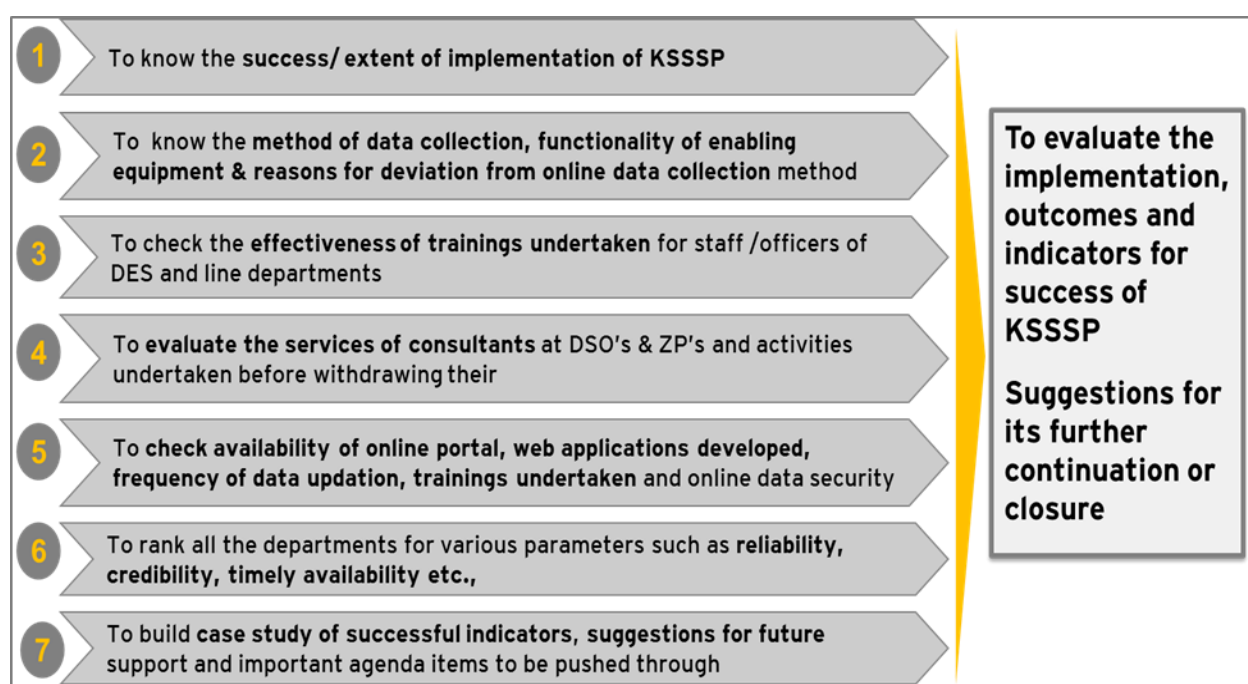 1
To know the success/ extent of implementation of KSSSP
2
To know the method of data collection, functionality of enabling
equipment & reasons for deviation from online data collection method
3
To check the effectiveness of trainings undertaken for staff /officers of
DES and line departments
4
To evaluate the services of consultants at DSO's & ZP's and activities
undertaken before withdrawing their
5
To check availability of online portal, web applications developed,
frequency of data updation, trainings undertaken and online data security
6
To rank all the departments for various parameters such as reliability,
credibility, timely availability etc.,
7
To build case study of successful indicators, suggestions for future
support and important agenda items to be pushed through
To evaluate the
implementation,
outcomes and
indicators for
success of
KSSSP
Suggestions for
its further
continuation or
closure